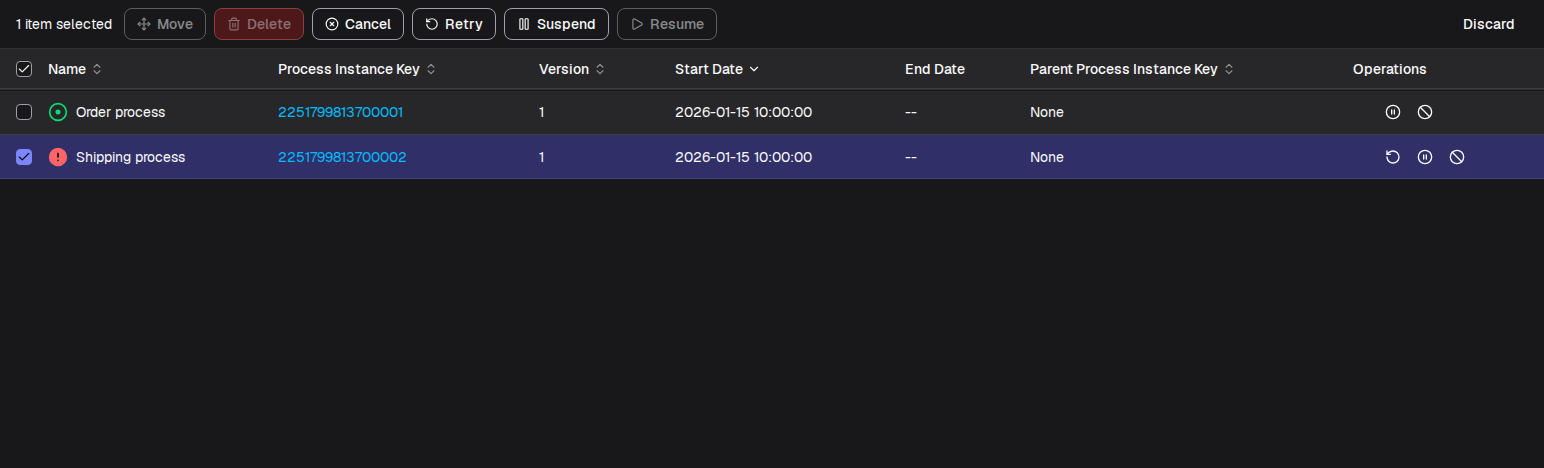 1 item selected Move Delete Cancel Retry Suspend Resume Discard
Name Process Instance Key Version Start Date End Date Parent Process Instance Key Operations
Order process 2251799813700001 1 2026-01-15 10:00:00 -- None
Shipping process 2251799813700002 1 2026-01-15 10:00:00 -- None